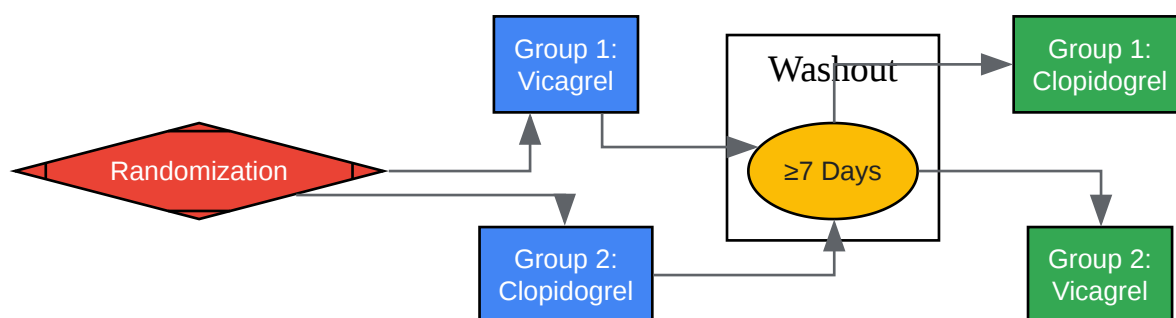 Randomization
Group 1:
Vicagrel
Group 2:
Clopidogrel
Washout
≥7 Days
Group 1:
Clopidogrel
Group 2:
Vicagrel